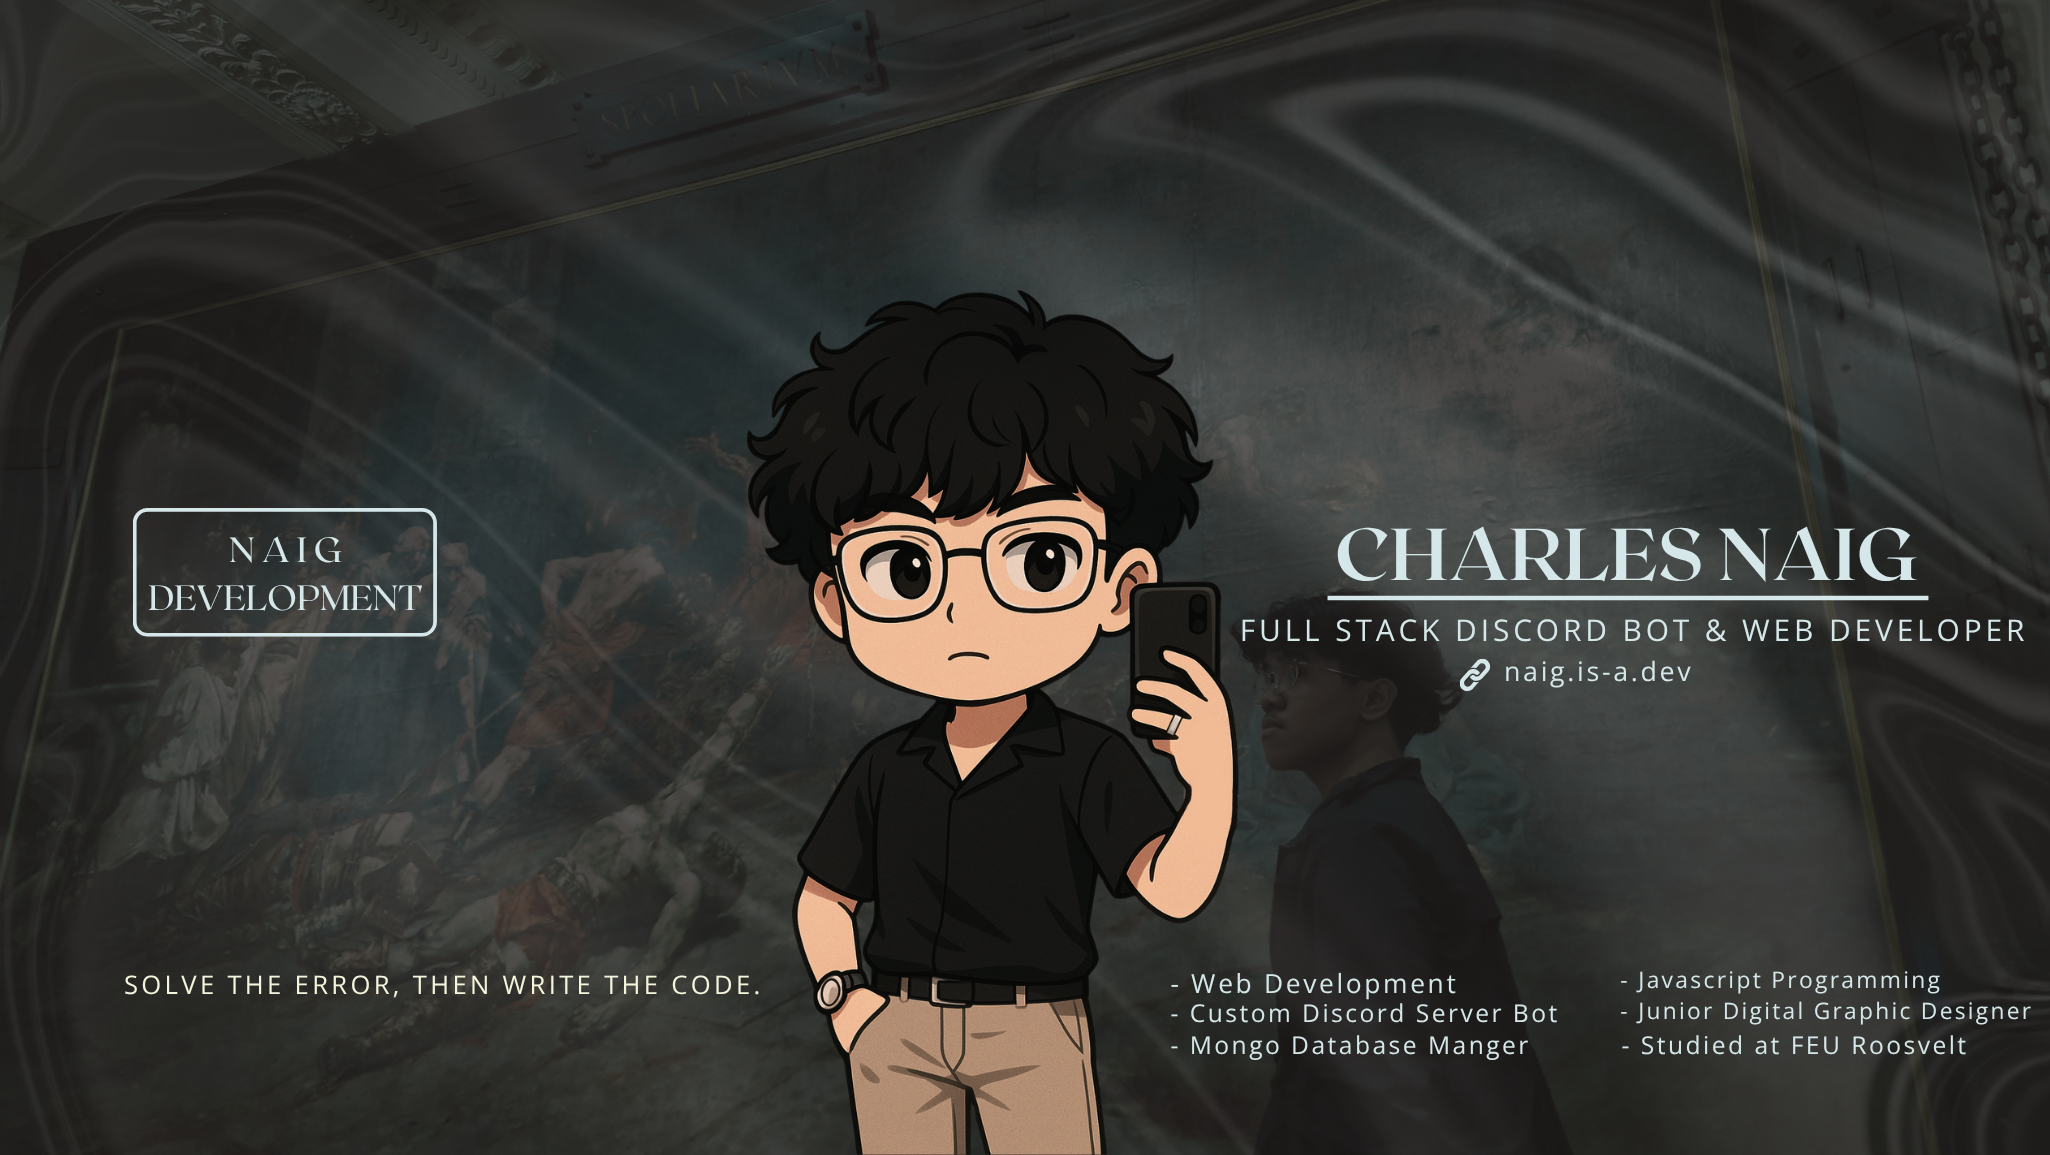 SPOLIARIVM
NAIG
DEVELOPMENT
CHARLES NAIG
FULL STACK DISCORD BOT & WEB DEVELOPER
naig.is-a.dev
SOLVE THE ERROR, THEN WRITE THE CODE.
- Web Development
- Custom Discord Server Bot
- Mongo Database Manger
- Javascript Programming
- Junior Digital Graphic Designer
- Studied at FEU Roosvelt